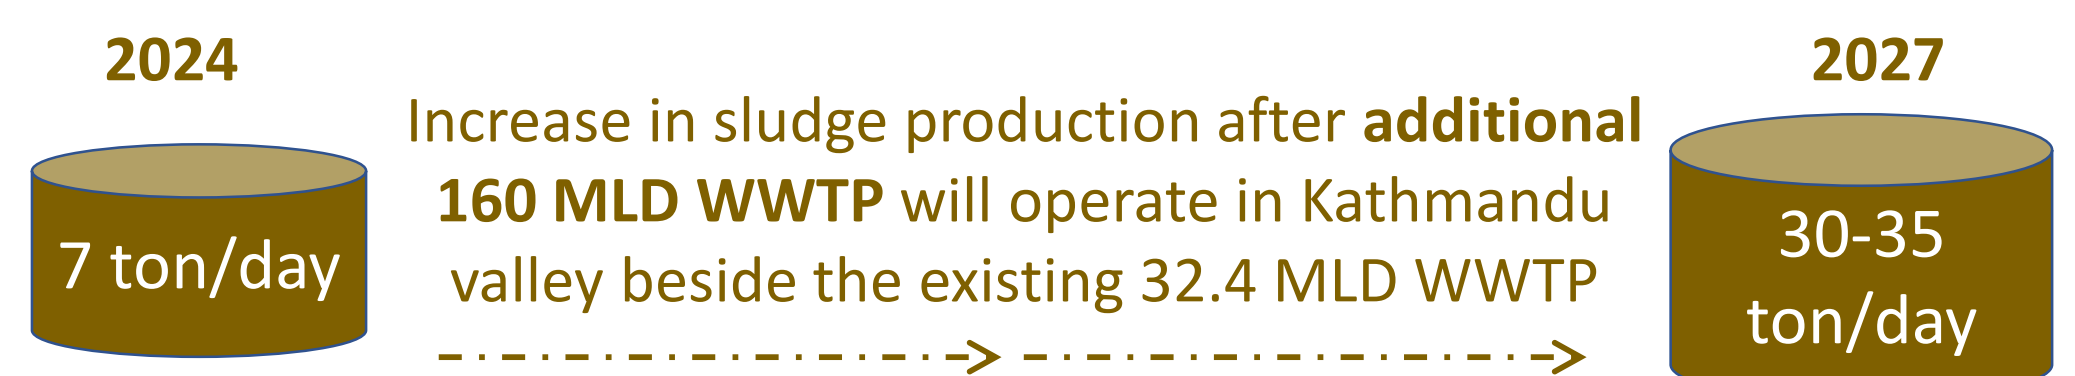 2024
7 ton/day
Increase in sludge production after additional
160 MLD WWTP will operate in Kathmandu
valley beside the existing 32.4 MLD WWTP
2027
30-35
ton/day